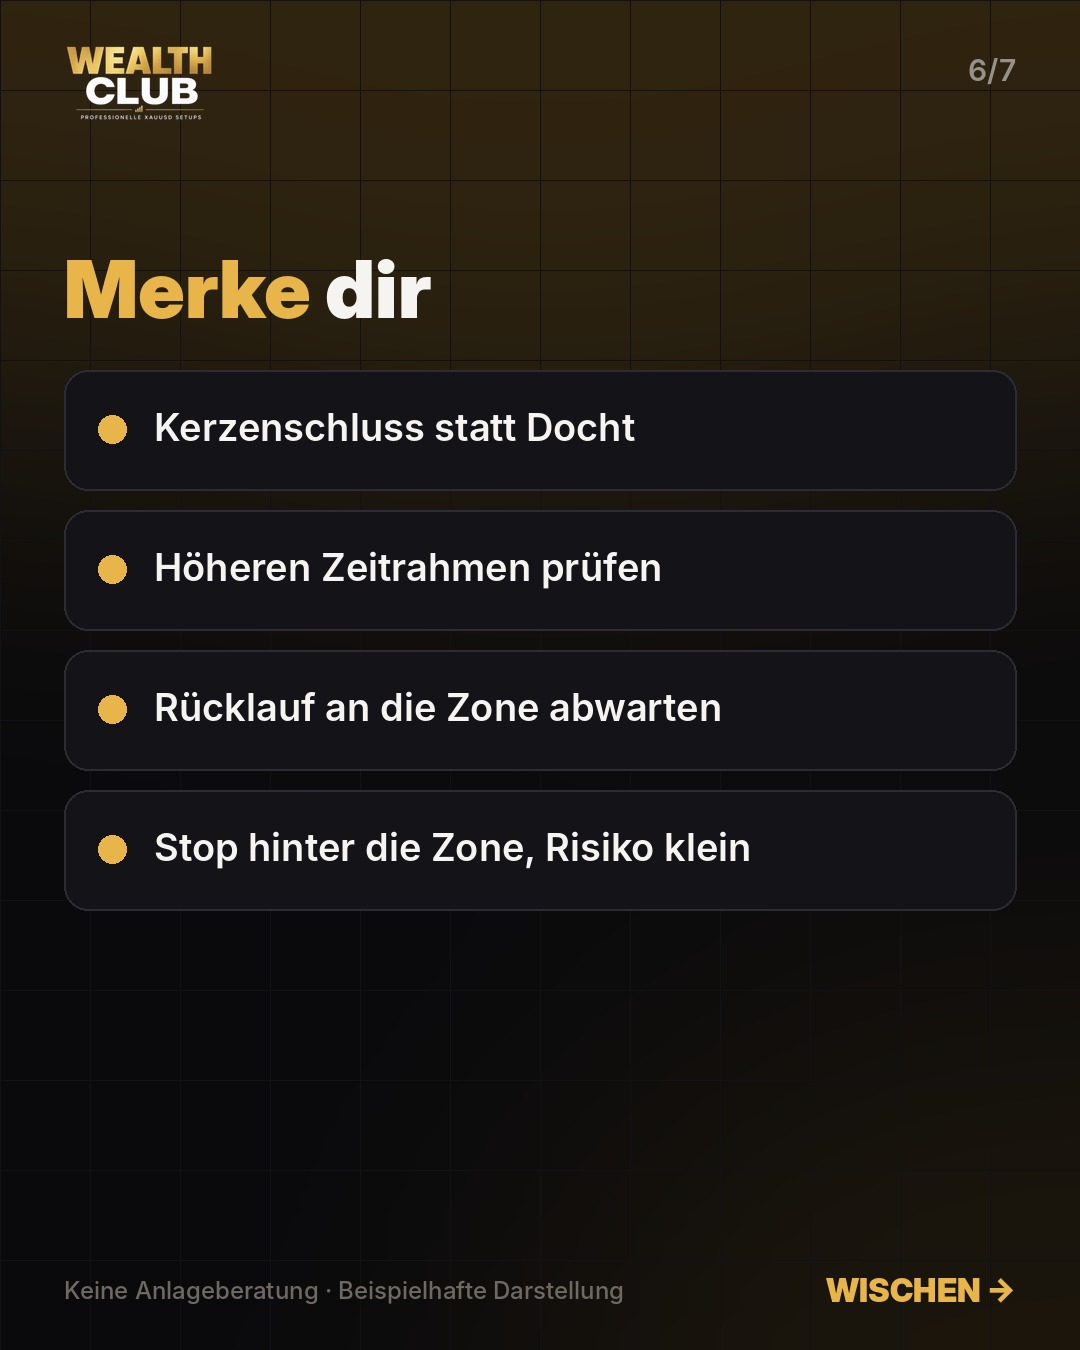 WEALTH
CLUB
PROFESSIONELLE XAUUSD SETUPS
6/7
Merke dir
Kerzenschluss statt Docht
Höheren Zeitrahmen prüfen
Rücklauf an die Zone abwarten
Stop hinter die Zone, Risiko klein
Keine Anlageberatung · Beispielhafte Darstellung
WISCHEN →